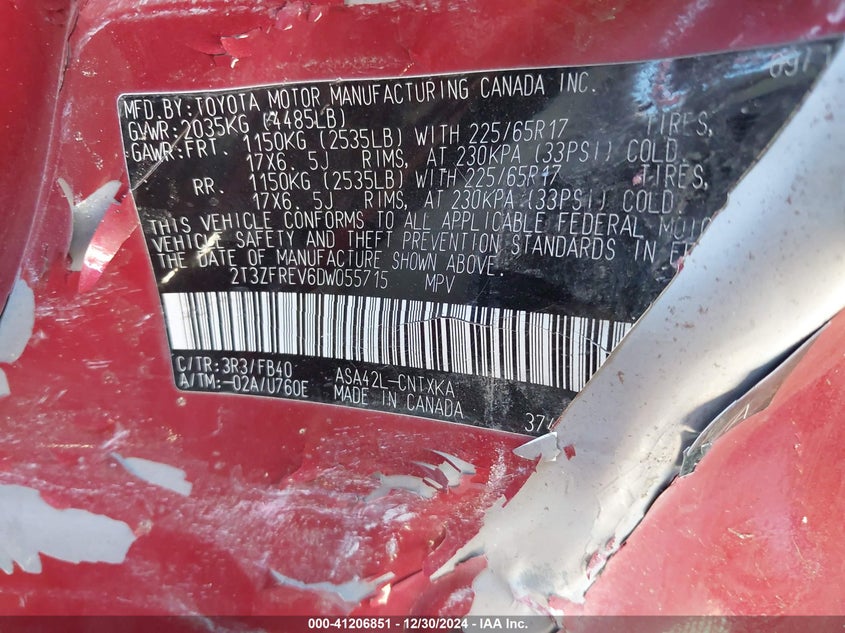 MFD.BY:TOYOTA MOTOR MANUFACTURING CANADA INC.
GVWR:2035KG (4485LB)
GAWR:FRT. 1150KG (2535LB) WITH 225/65R17 TIRES,
17X6.5J RIMS, AT 230KPA (33PSI) COLD
RR. 1150KG (2535LB) WITH 225/65R17 TIRES,
17X6.5J RIMS, AT 230KPA (33PSI) COLD
THIS VEHICLE CONFORMS TO ALL APPLICABLE FEDERAL MOTO
VEHICLE SAFETY AND THEFT PREVENTION STANDARDS IN EF
THE DATE OF MANUFACTURE SHOWN ABOVE.
2T3ZFREV6DW055715 MPV
C/TR:3R3/FB40 ASA42L-CNTXKA
A/TM:-02A/U760E MADE IN CANADA
374
000-41206851 - 12/30/2024 - IAA Inc.